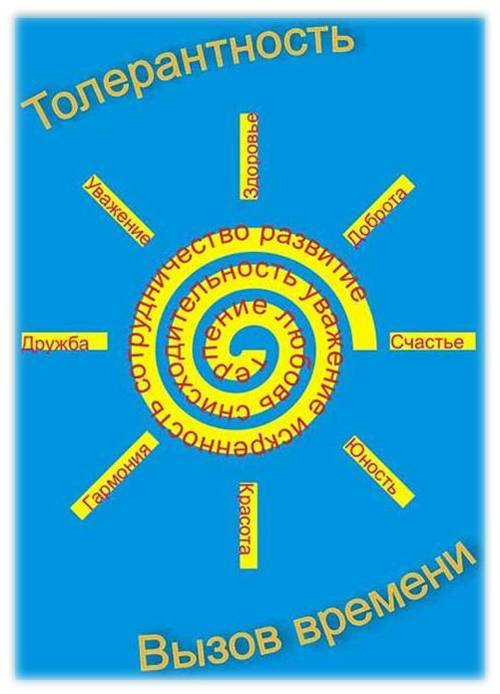 Толерантность
Здоровье
Доброта
Счастье
Юность
Красота
Гармония
Дружба
Уважение
терпение любовь снисходительность уважение искренность сотрудничество развитие
Вызов времени